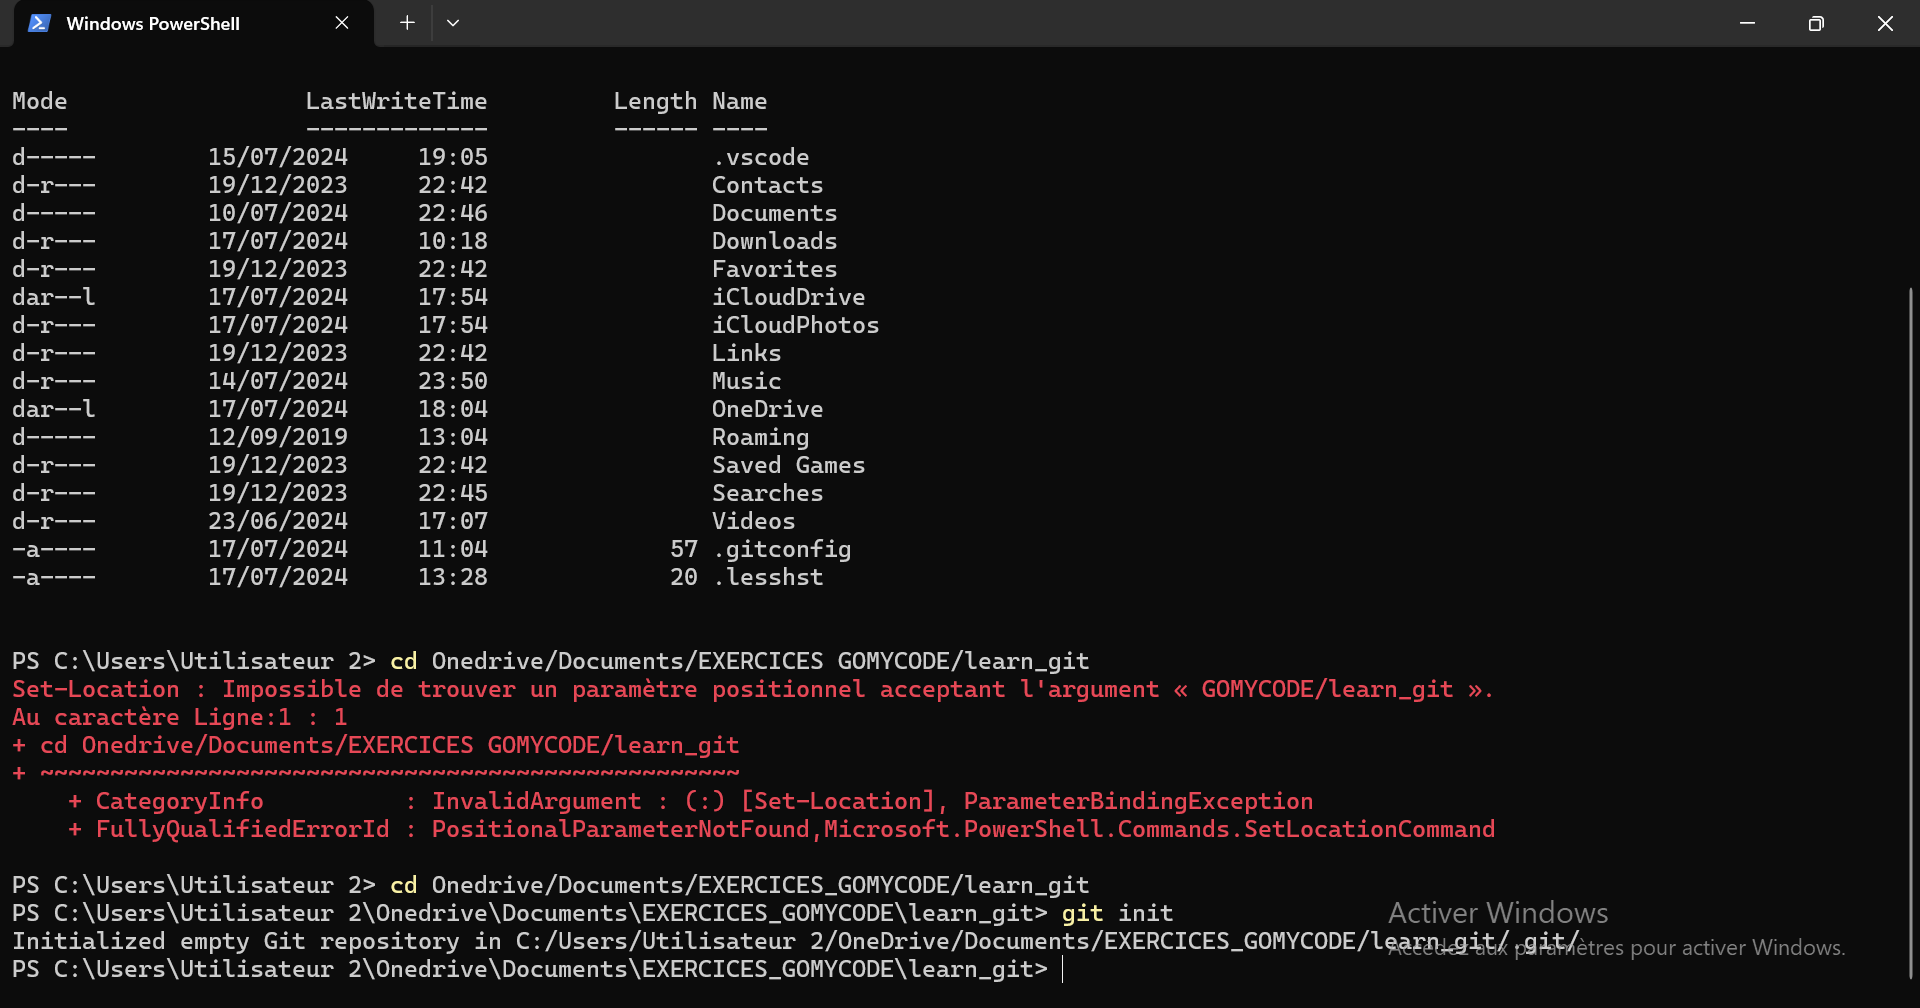 Windows PowerShell
Mode                 LastWriteTime         Length Name
----                 -------------         ------ ----
d-----        15/07/2024     19:05                .vscode
d-r---        19/12/2023     22:42                Contacts
d-----        10/07/2024     22:46                Documents
d-r---        17/07/2024     10:18                Downloads
d-r---        19/12/2023     22:42                Favorites
dar--l        17/07/2024     17:54                iCloudDrive
d-r---        17/07/2024     17:54                iCloudPhotos
d-r---        19/12/2023     22:42                Links
d-r---        14/07/2024     23:50                Music
dar--l        17/07/2024     18:04                OneDrive
d-----        12/09/2019     13:04                Roaming
d-r---        19/12/2023     22:42                Saved Games
d-r---        19/12/2023     22:45                Searches
d-r---        23/06/2024     17:07                Videos
-a----        17/07/2024     11:04             57 .gitconfig
-a----        17/07/2024     13:28             20 .lesshst
PS C:\Users\Utilisateur 2> cd Onedrive/Documents/EXERCICES GOMYCODE/learn_git
Set-Location : Impossible de trouver un paramètre positionnel acceptant l'argument « GOMYCODE/learn_git ».
Au caractère Ligne:1 : 1
+ cd Onedrive/Documents/EXERCICES GOMYCODE/learn_git
+ ~~~~~~~~~~~~~~~~~~~~~~~~~~~~~~~~~~~~~~~~~~~~~~~~~~
    + CategoryInfo          : InvalidArgument : (:) [Set-Location], ParameterBindingException
    + FullyQualifiedErrorId : PositionalParameterNotFound,Microsoft.PowerShell.Commands.SetLocationCommand
PS C:\Users\Utilisateur 2> cd Onedrive/Documents/EXERCICES_GOMYCODE/learn_git
PS C:\Users\Utilisateur 2\Onedrive\Documents\EXERCICES_GOMYCODE\learn_git> git init
Initialized empty Git repository in C:/Users/Utilisateur 2/OneDrive/Documents/EXERCICES_GOMYCODE/learn_git/.git/
PS C:\Users\Utilisateur 2\Onedrive\Documents\EXERCICES_GOMYCODE\learn_git>
Activer Windows
Accédez aux paramètres pour activer Windows.